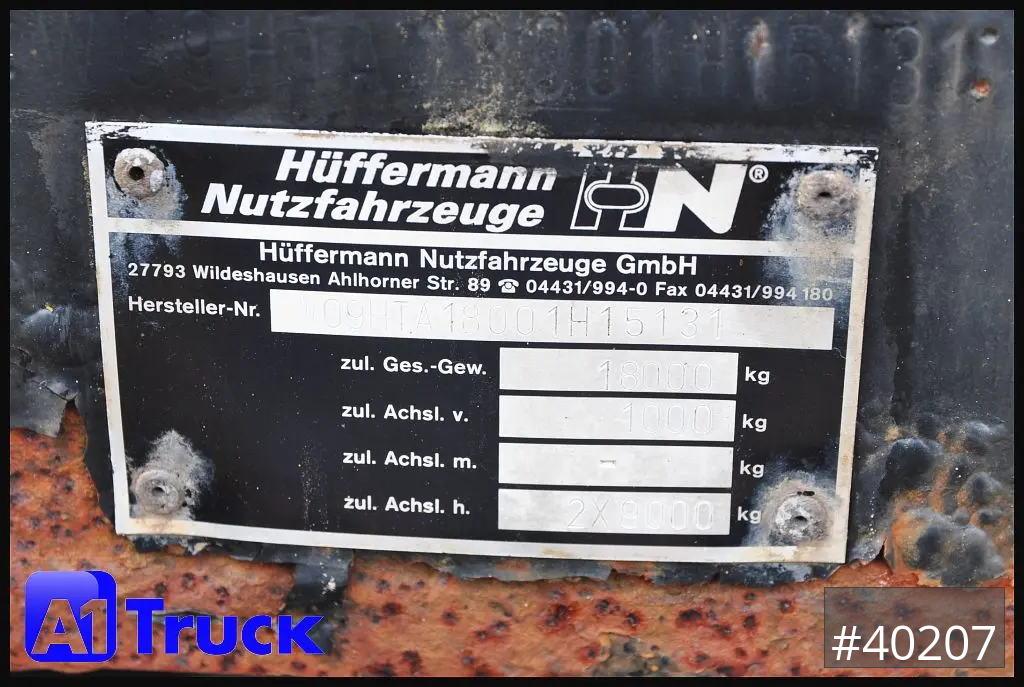 Hüffermann
Nutzfahrzeuge
HN®
Hüffermann Nutzfahrzeuge GmbH
27793 Wildeshausen Ahlhorner Str. 89 ☎ 04431/994-0 Fax 04431/994 180
Hersteller-Nr. W09HTA18001H15131
zul. Ges.-Gew. 18000 kg
zul. Achsl. v. 1000 kg
zul. Achsl. m. - kg
zul. Achsl. h. 2X9000 kg
A1 Truck
#40207